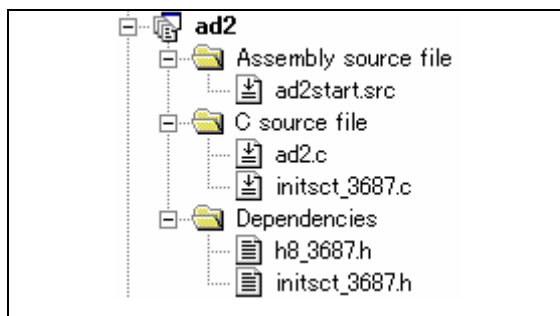 ad2
Assembly source file
ad2start.src
C source file
ad2.c
initsct_3687.c
Dependencies
h8_3687.h
initsct_3687.h